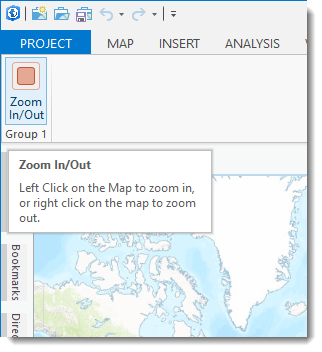 PROJECT MAP INSERT ANALYSIS
Zoom
In/Out
Group 1
Zoom In/Out
Left Click on the Map to zoom in,
or right click on the map to zoom
out.
Bookmarks
Direc